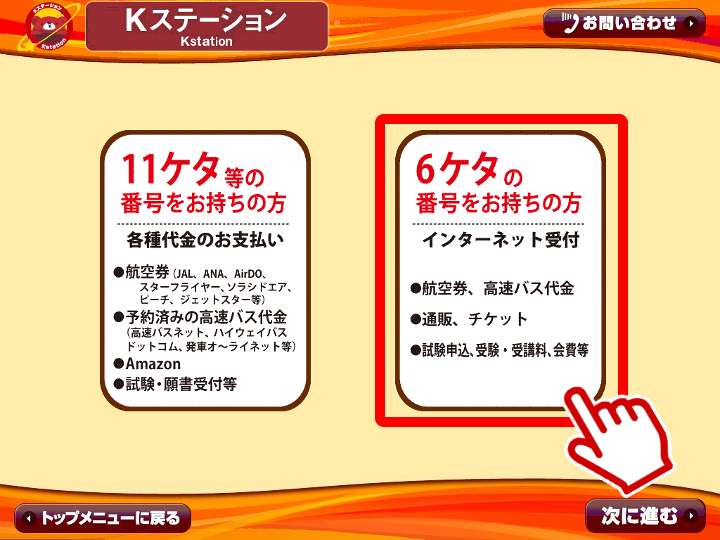 Kステーション
Kstation
Kステーション
Kstation
お問い合わせ
11ケタ等の
番号をお持ちの方
各種代金のお支払い
●航空券（JAL、ANA、AirDO、
スターフライヤー、ソラシドエア、
ピーチ、ジェットスター等）
●予約済みの高速バス代金
（高速バスネット、ハイウェイバス
ドットコム、発車オ〜ライネット等）
●Amazon
●試験・願書受付等
6ケタの
番号をお持ちの方
インターネット受付
●航空券、高速バス代金
●通販、チケット
●試験申込、受験・受講料、会費等
トップメニューに戻る
次に進む